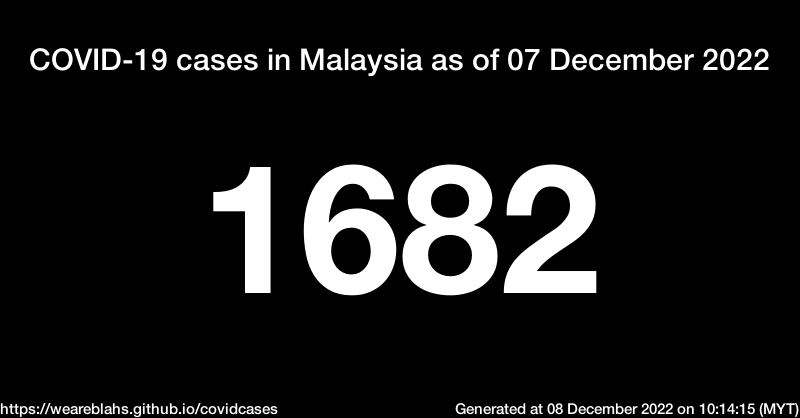 COVID-19 cases in Malaysia as of 07 December 2022
1682
https://weareblahs.github.io/covidcases
Generated at 08 December 2022 on 10:14:15 (MYT)